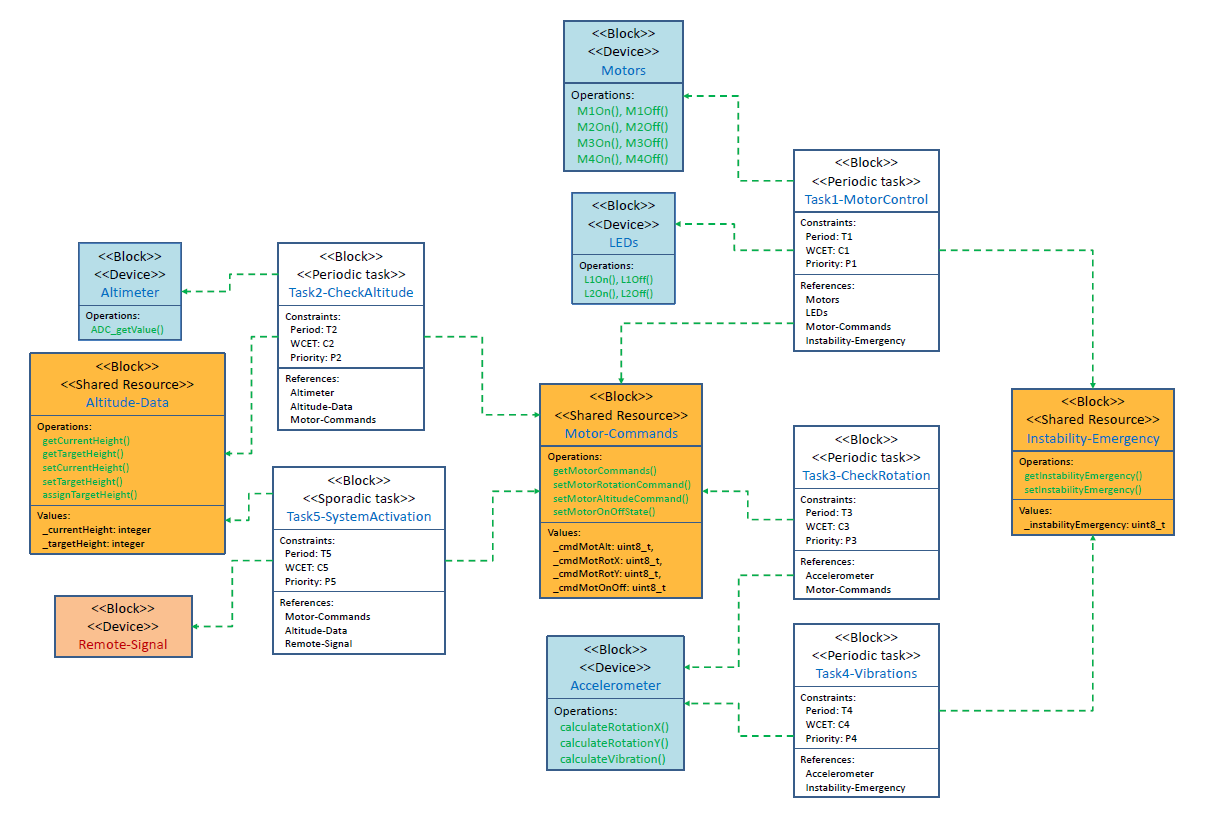 <<Block>>
<<Device>>
Motors
Operations:
M1On(), M1Off()
M2On(), M2Off()
M3On(), M3Off()
M4On(), M4Off()
<<Block>>
<<Periodic task>>
Task1-MotorControl
Constraints:
Period: T1
WCET: C1
Priority: P1
References:
Motors
LEDs
Motor-Commands
Instability-Emergency
<<Block>>
<<Device>>
LEDs
Operations:
L1On(), L1Off()
L2On(), L2Off()
<<Block>>
<<Device>>
Altimeter
Operations:
ADC_getValue()
<<Block>>
<<Periodic task>>
Task2-CheckAltitude
Constraints:
Period: T2
WCET: C2
Priority: P2
References:
Altimeter
Altitude-Data
Motor-Commands
<<Block>>
<<Shared Resource>>
Altitude-Data
Operations:
getCurrentHeight()
getTargetHeight()
setCurrentHeight()
setTargetHeight()
assignTargetHeight()
Values:
_currentHeight: integer
_targetHeight: integer
<<Block>>
<<Shared Resource>>
Motor-Commands
Operations:
getMotorCommands()
setMotorRotationCommand()
setMotorAltitudeCommand()
setMotorOnOffState()
Values:
_cmdMotAlt: uint8_t,
_cmdMotRotX: uint8_t,
_cmdMotRotY: uint8_t,
_cmdMotOnOff: uint8_t
<<Block>>
<<Shared Resource>>
Instability-Emergency
Operations:
getInstabilityEmergency()
setInstabilityEmergency()
Values:
_instabilityEmergency: uint8_t
<<Block>>
<<Periodic task>>
Task3-CheckRotation
Constraints:
Period: T3
WCET: C3
Priority: P3
References:
Accelerometer
Motor-Commands
<<Block>>
<<Sporadic task>>
Task5-SystemActivation
Constraints:
Period: T5
WCET: C5
Priority: P5
References:
Motor-Commands
Altitude-Data
Remote-Signal
<<Block>>
<<Device>>
Remote-Signal
<<Block>>
<<Device>>
Accelerometer
Operations:
calculateRotationX()
calculateRotationY()
calculateVibration()
<<Block>>
<<Periodic task>>
Task4-Vibrations
Constraints:
Period: T4
WCET: C4
Priority: P4
References:
Accelerometer
Instability-Emergency